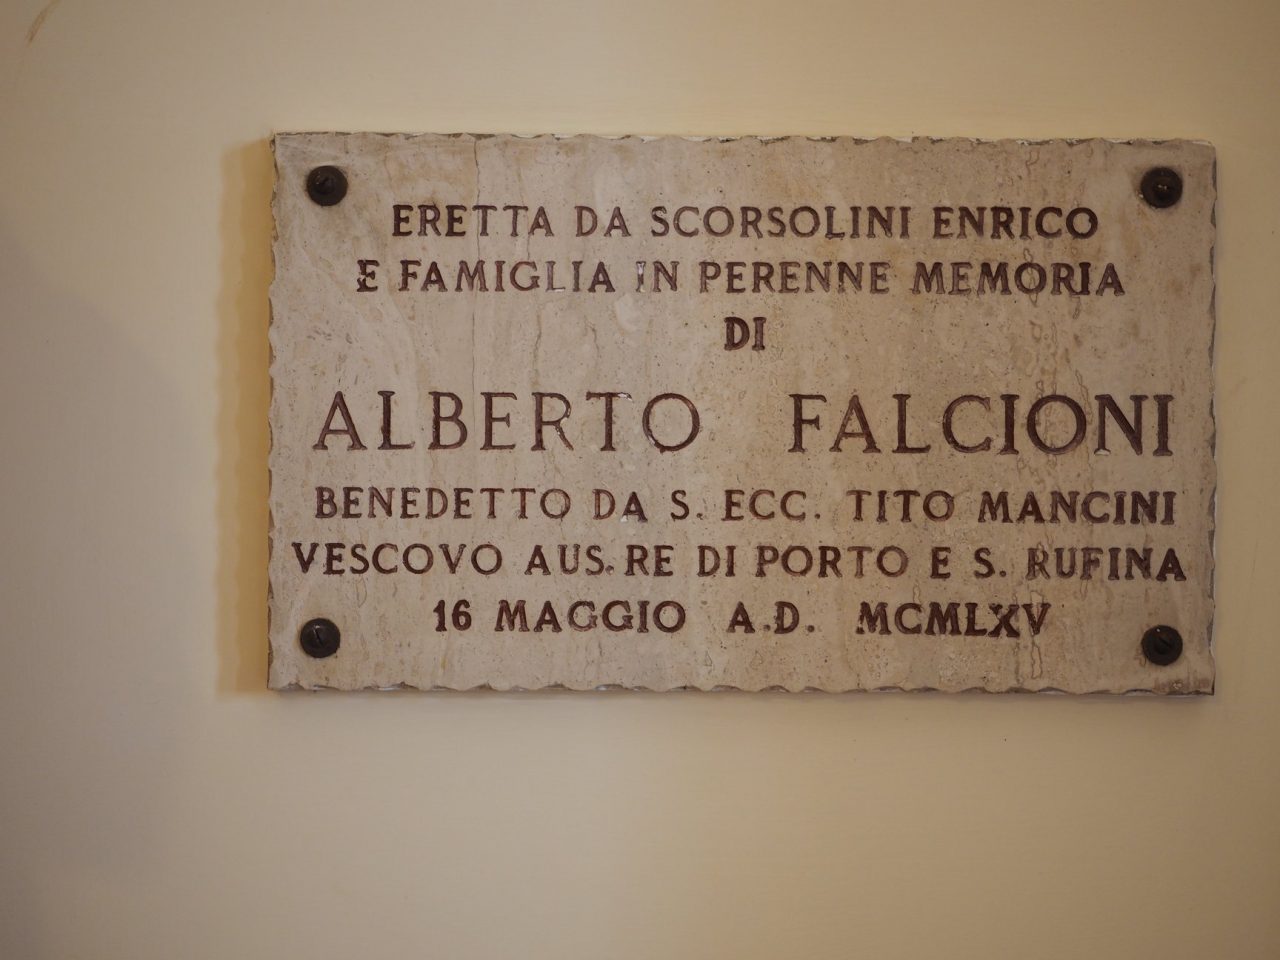 ERETTA DA SCORSOLINI ENRICO
E FAMIGLIA IN PERENNE MEMORIA
DI
ALBERTO FALCIONI
BENEDETTO DA S. ECC. TITO MANCINI
VESCOVO AUS.RE DI PORTO E S. RUFINA
16 MAGGIO A.D. MCMLXV